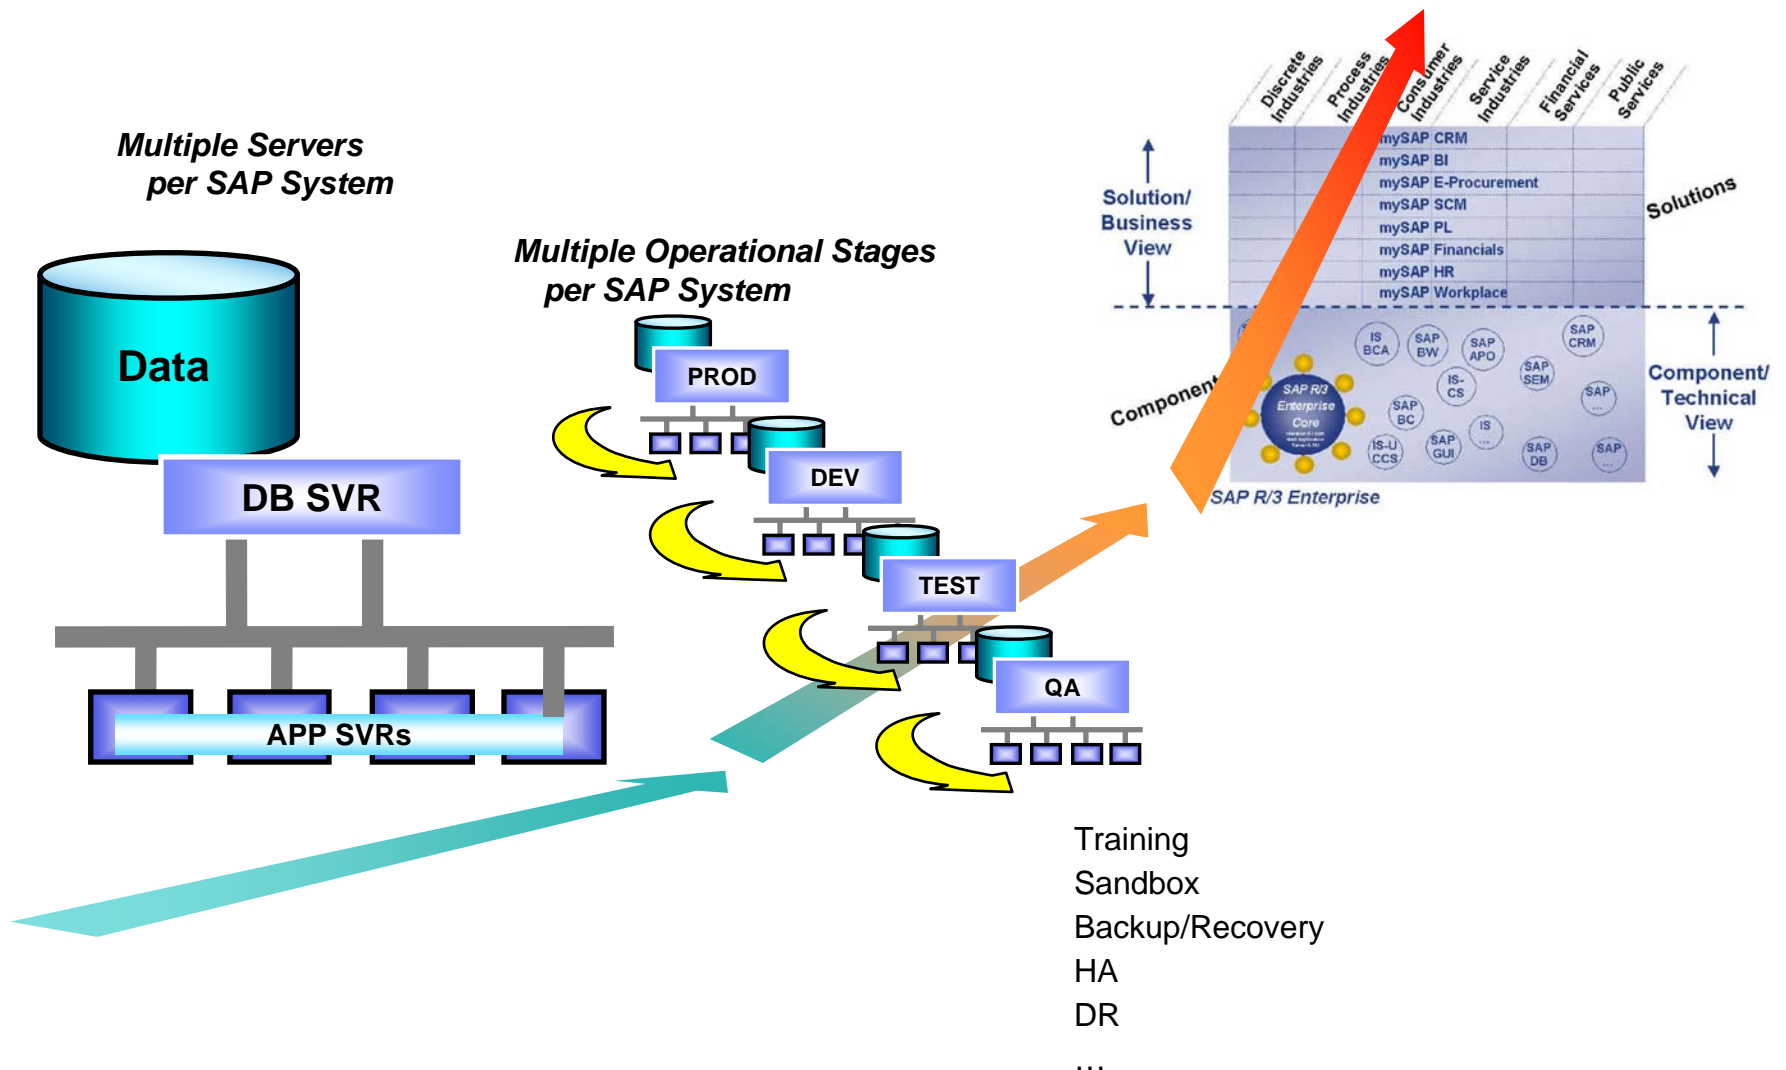 Multiple Servers
per SAP System
Data
DB SVR
APP SVRs
Multiple Operational Stages
per SAP System
PROD
DEV
TEST
QA
Training
Sandbox
Backup/Recovery
HA
DR
…
Discrete
Industries
Process
Industries
Consumer
Industries
Service
Industries
Financial
Services
Public
Services
mySAP CRM
mySAP BI
mySAP E-Procurement
mySAP SCM
mySAP PL
mySAP Financials
mySAP HR
mySAP Workplace
Solution/
Business
View
Solutions
Component/
Technical
View
Component
IS
BCA
SAP
BW
SAP
APO
SAP
CRM
SAP
SEM
IS-
CS
SAP
...
SAP
BC
IS
...
IS-U
CCS
SAP
GUI
SAP
DB
SAP
...
SAP R/3
Enterprise
Core
SAP R/3 Enterprise